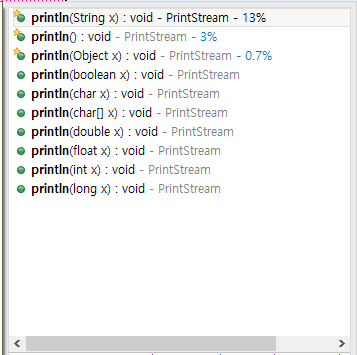 println(String x) : void - PrintStream - 13%
println() : void - PrintStream - 3%
println(Object x) : void - PrintStream - 0.7%
println(boolean x) : void - PrintStream
println(char x) : void - PrintStream
println(char[] x) : void - PrintStream
println(double x) : void - PrintStream
println(float x) : void - PrintStream
println(int x) : void - PrintStream
println(long x) : void - PrintStream